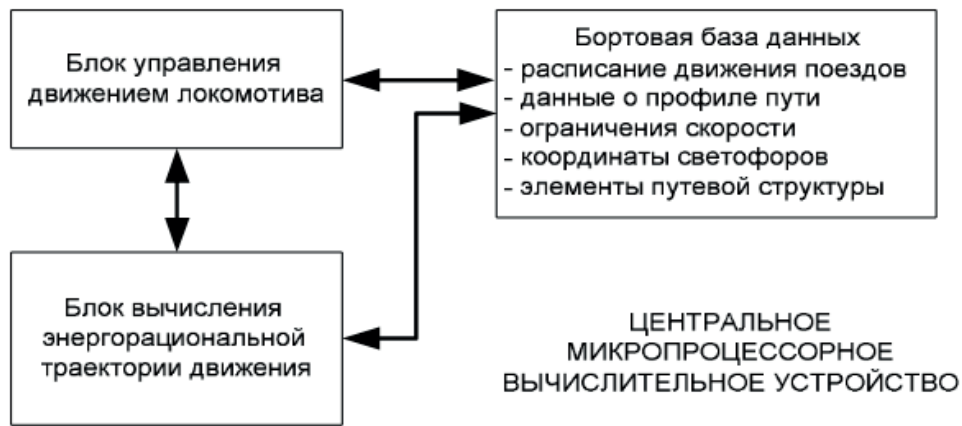 Блок управления
движением локомотива
Бортовая база данных
- расписание движения поездов
- данные о профиле пути
- ограничения скорости
- координаты светофоров
- элементы путевой структуры
Блок вычисления
энергорациональной
траектории движения
ЦЕНТРАЛЬНОЕ
МИКРОПРОЦЕССОРНОЕ
ВЫЧИСЛИТЕЛЬНОЕ УСТРОЙСТВО